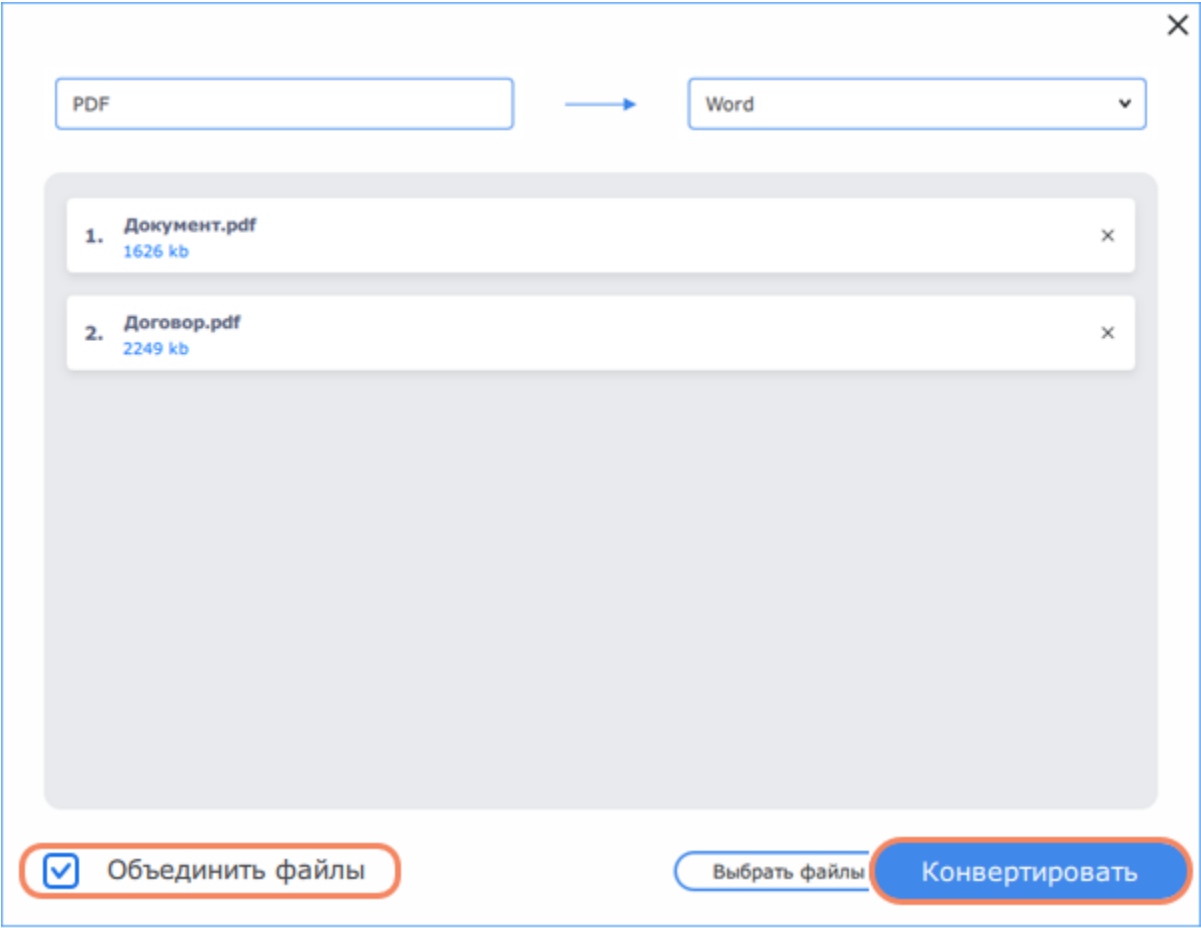 PDF
Word
1.
Документ.pdf
1626 kb
2.
Договор.pdf
2249 kb
Объединить файлы
Выбрать файлы
Конвертировать